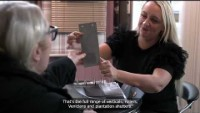 That's the full range of verticals, rollers,
Venetians and plantation shutters.